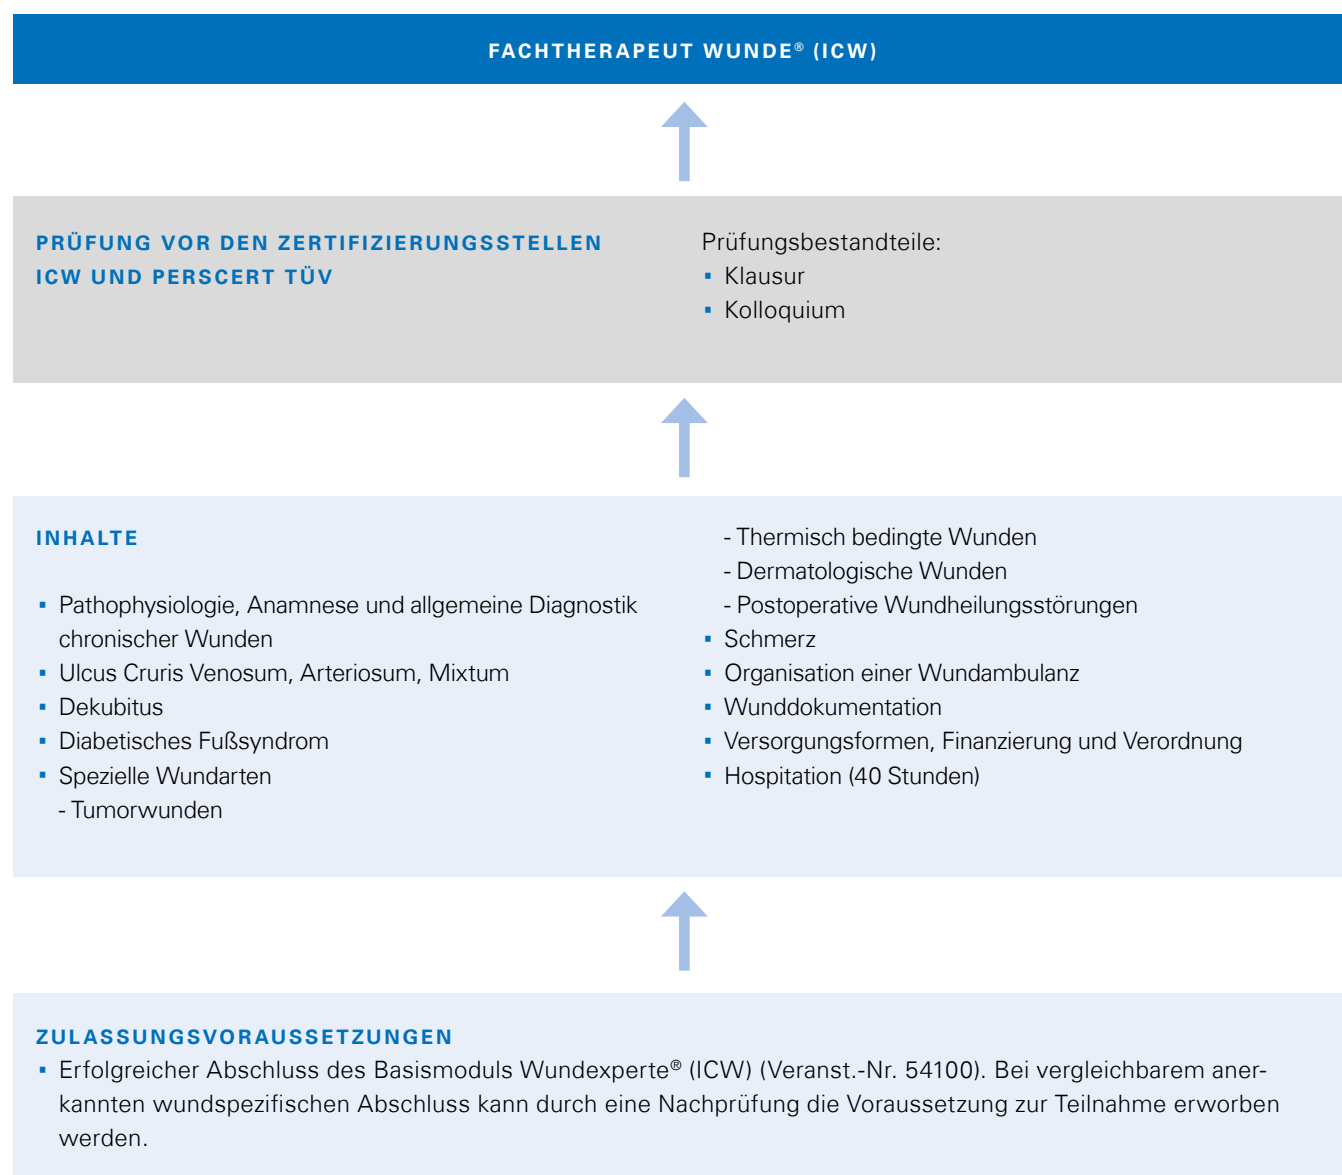 FACHTHERAPEUT WUNDE® (ICW)
PRÜFUNG VOR DEN ZERTIFIZIERUNGSSTELLEN
ICW UND PERSCERT TÜV
Prüfungsbestandteile:
▪ Klausur
▪ Kolloquium
INHALTE
▪ Pathophysiologie, Anamnese und allgemeine Diagnostik
chronischer Wunden
▪ Ulcus Cruris Venosum, Arteriosum, Mixtum
▪ Dekubitus
▪ Diabetisches Fußsyndrom
▪ Spezielle Wundarten
- Tumorwunden
- Thermisch bedingte Wunden
- Dermatologische Wunden
- Postoperative Wundheilungsstörungen
▪ Schmerz
▪ Organisation einer Wundambulanz
▪ Wunddokumentation
▪ Versorgungsformen, Finanzierung und Verordnung
▪ Hospitation (40 Stunden)
ZULASSUNGSVORAUSSETZUNGEN
▪ Erfolgreicher Abschluss des Basismoduls Wundexperte® (ICW) (Veranst.-Nr. 54100). Bei vergleichbarem aner-
kannten wundspezifischen Abschluss kann durch eine Nachprüfung die Voraussetzung zur Teilnahme erworben
werden.